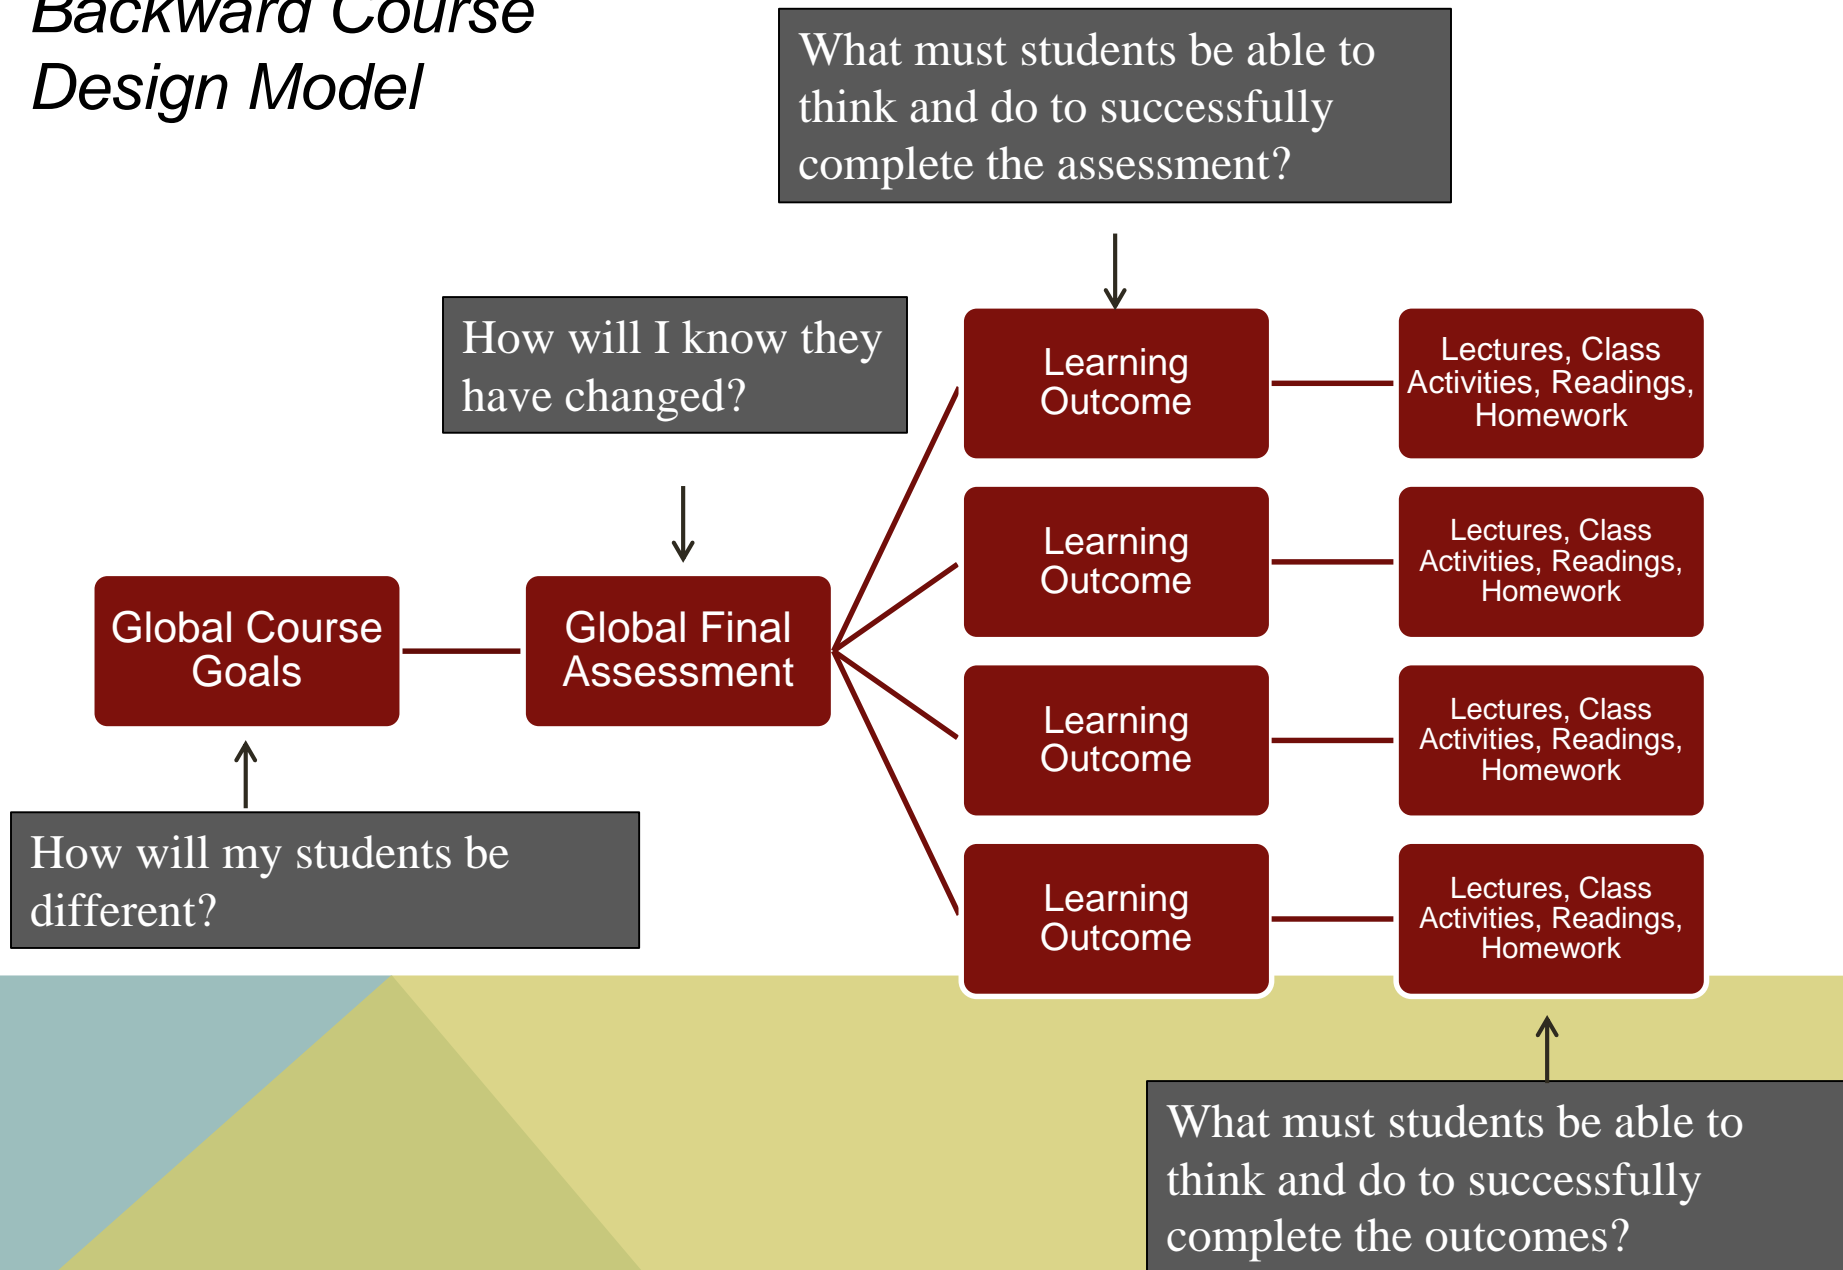 Backward Course
Design Model
What must students be able to
think and do to successfully
complete the assessment?
How will I know they
have changed?
Global Course
Goals
Global Final
Assessment
How will my students be
different?
Learning
Outcome
Lectures, Class
Activities, Readings,
Homework
Learning
Outcome
Lectures, Class
Activities, Readings,
Homework
Learning
Outcome
Lectures, Class
Activities, Readings,
Homework
Learning
Outcome
Lectures, Class
Activities, Readings,
Homework
What must students be able to
think and do to successfully
complete the outcomes?